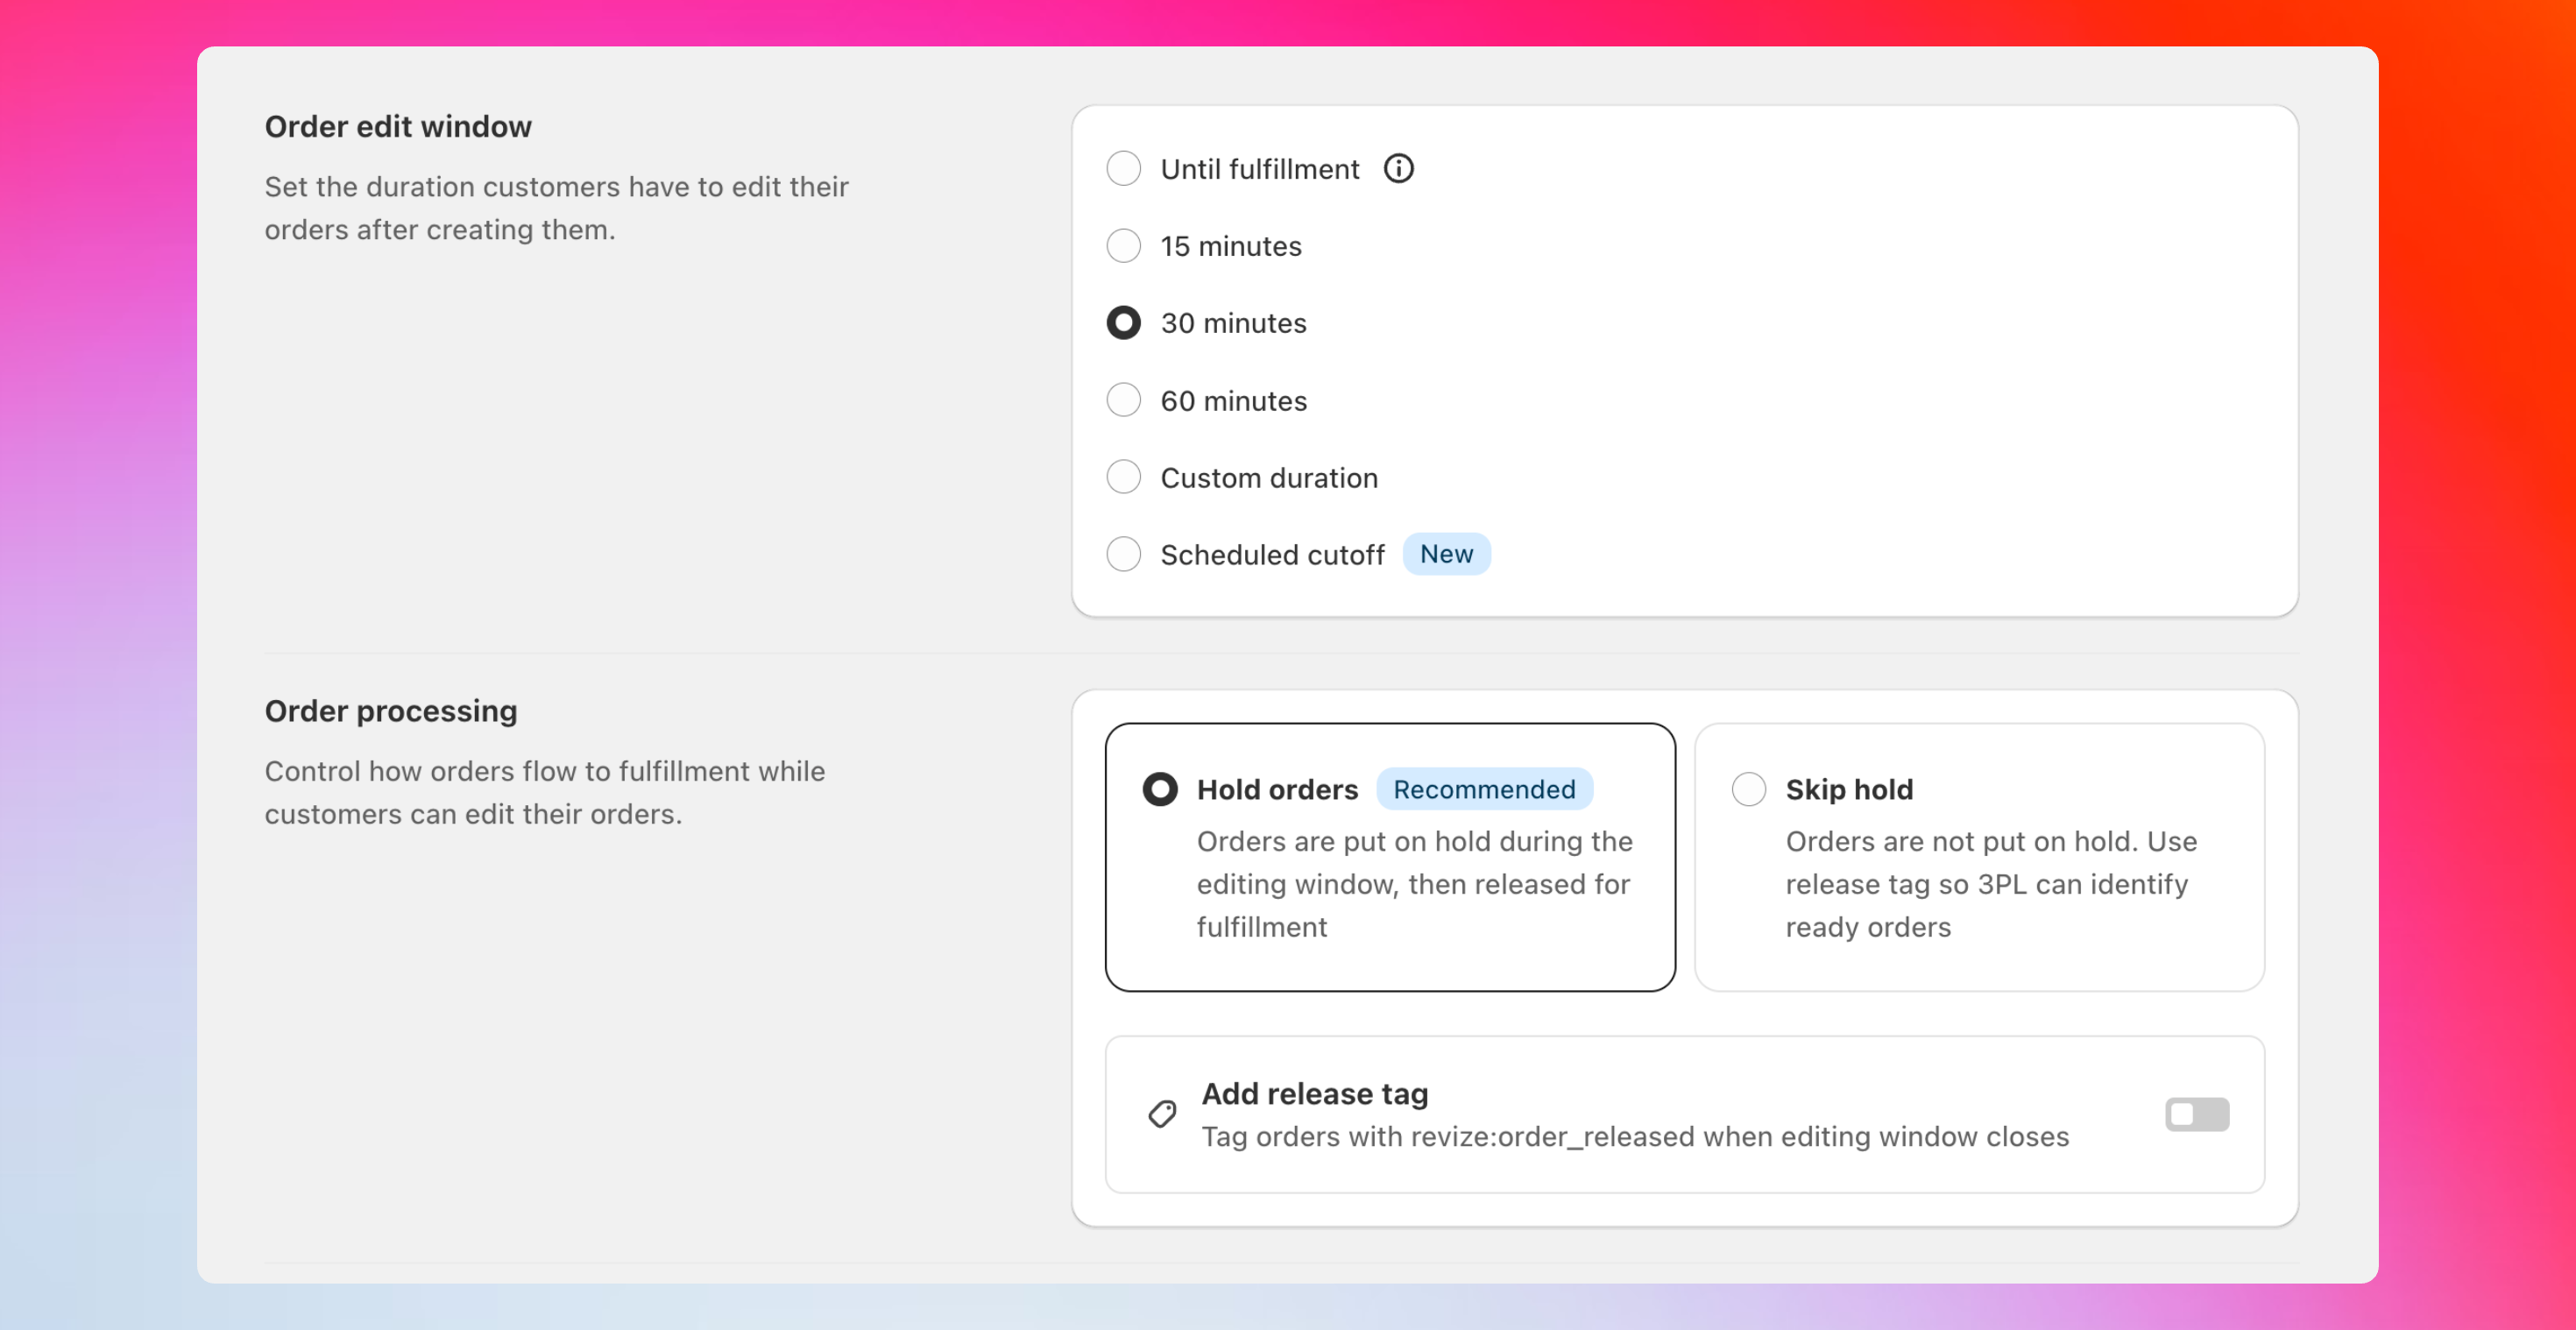 Order edit window
Set the duration customers have to edit their
orders after creating them.
Until fulfillment
15 minutes
30 minutes
60 minutes
Custom duration
Scheduled cutoff New
Order processing
Control how orders flow to fulfillment while
customers can edit their orders.
Hold orders Recommended
Orders are put on hold during the
editing window, then released for
fulfillment
Skip hold
Orders are not put on hold. Use
release tag so 3PL can identify
ready orders
Add release tag
Tag orders with revize:order_released when editing window closes